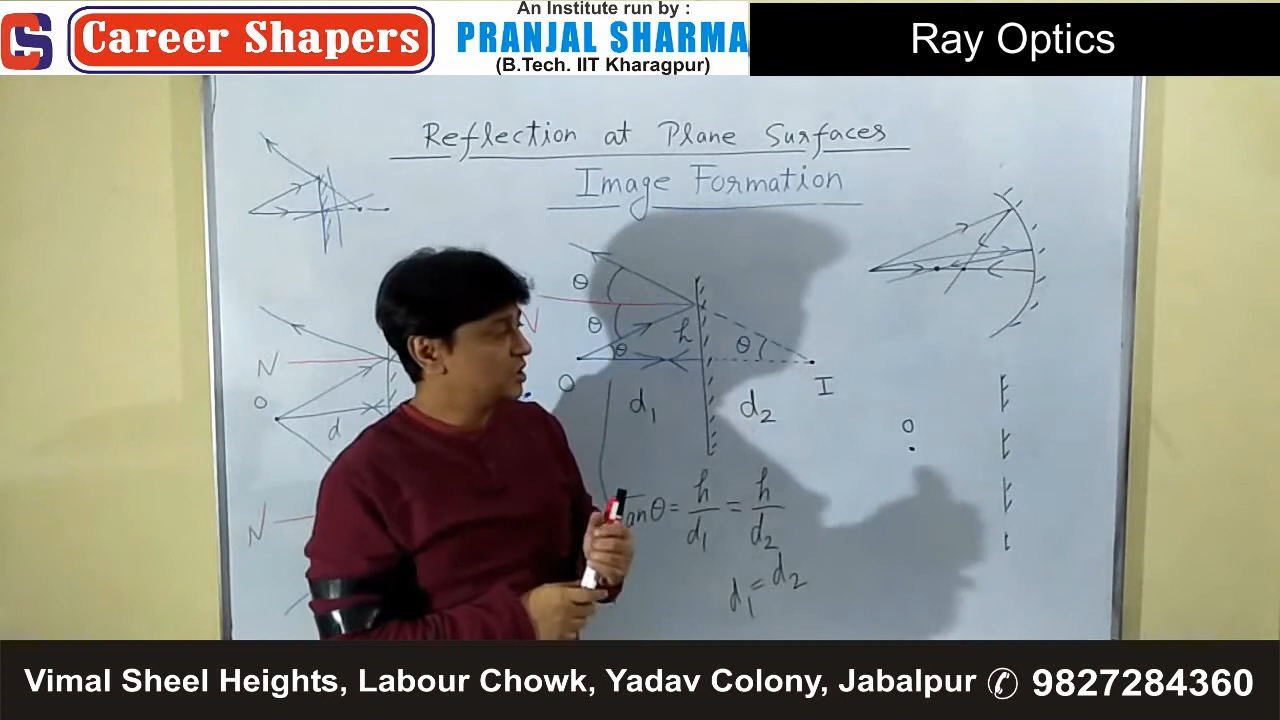 CS Career Shapers
An Institute run by :
PRANJAL SHARMA
(B.Tech. IIT Kharagpur)
Ray Optics
Reflection at Plane Surfaces
Image Formation
θ
N
θ
h
θ
θ
O
I
d₁
d₂
N
O
d
N
O
Tanθ = h/d₁ = h/d₂
d₁ = d₂
Vimal Sheel Heights, Labour Chowk, Yadav Colony, Jabalpur ✆ 9827284360